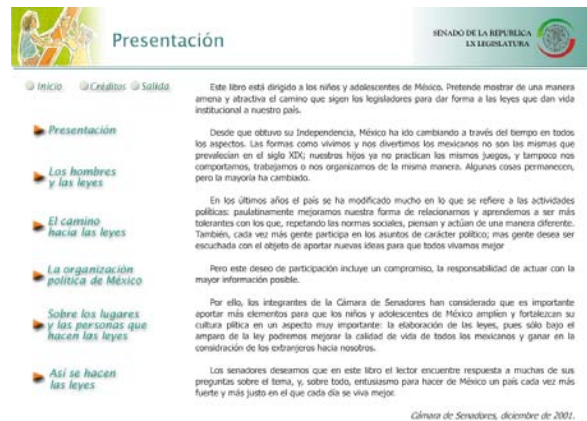 Presentación
SENADO DE LA REPUBLICA
LX LEGISLATURA
Inicio Créditos Salida
Presentación
Los hombres
y las leyes
El camino
hacia las leyes
La organización
política de México
Sobre los lugares
y las personas que
hacen las leyes
Así se hacen
las leyes
Este libro está dirigido a los niños y adolescentes de México. Pretende mostrar de una manera
amena y atractiva el camino que sigen los legisladores para dar forma a las leyes que dan vida
institucional a nuestro país.
Desde que obtuvo su Independencia, México ha ido cambiando a través del tiempo en todos
los aspectos. Las formas como vivimos y nos divertimos los mexicanos no son las mismas que
prevalecían en el siglo XIX; nuestros hijos ya no practican los mismos juegos, y tampoco nos
comportamos, trabajamos o nos organizamos de la misma manera. Algunas cosas permanecen,
pero la mayoría ha cambiado.
En los últimos años el país se ha modificado mucho en lo que se refiere a las actividades
políticas: paulatinamente mejoramos nuestra forma de relacionarnos y aprendemos a ser más
tolerantes con los que, repetando las normas sociales, piensan y actúan de una manera diferente.
También, cada vez más gente participa en los asuntos de carácter político; mas gente desea ser
escuchada con el objeto de aportar nuevas ideas para que todos vivamos mejor
Pero este deseo de participación incluye un compromiso, la responsabilidad de actuar con la
mayor información posible.
Por ello, los integrantes de la Cámara de Senadores han considerado que es importante
aportar más elementos para que los niños y adolescentes de México amplíen y fortalezcan su
cultura plítica en un aspecto muy importante: la elaboración de las leyes, pues sólo bajo el
amparo de la ley podremos mejorar la calidad de vida de todos los mexicanos y ganar en la
considración de los extranjeros hacia nosotros.
Los senadores deseamos que en este libro el lector encuentre respuesta a muchas de sus
preguntas sobre el tema, y, sobre todo, entusiasmo para hacer de México un país cada vez más
fuerte y más justo en el que cada día se viva mejor.
Cámara de Senadores, diciembre de 2001.